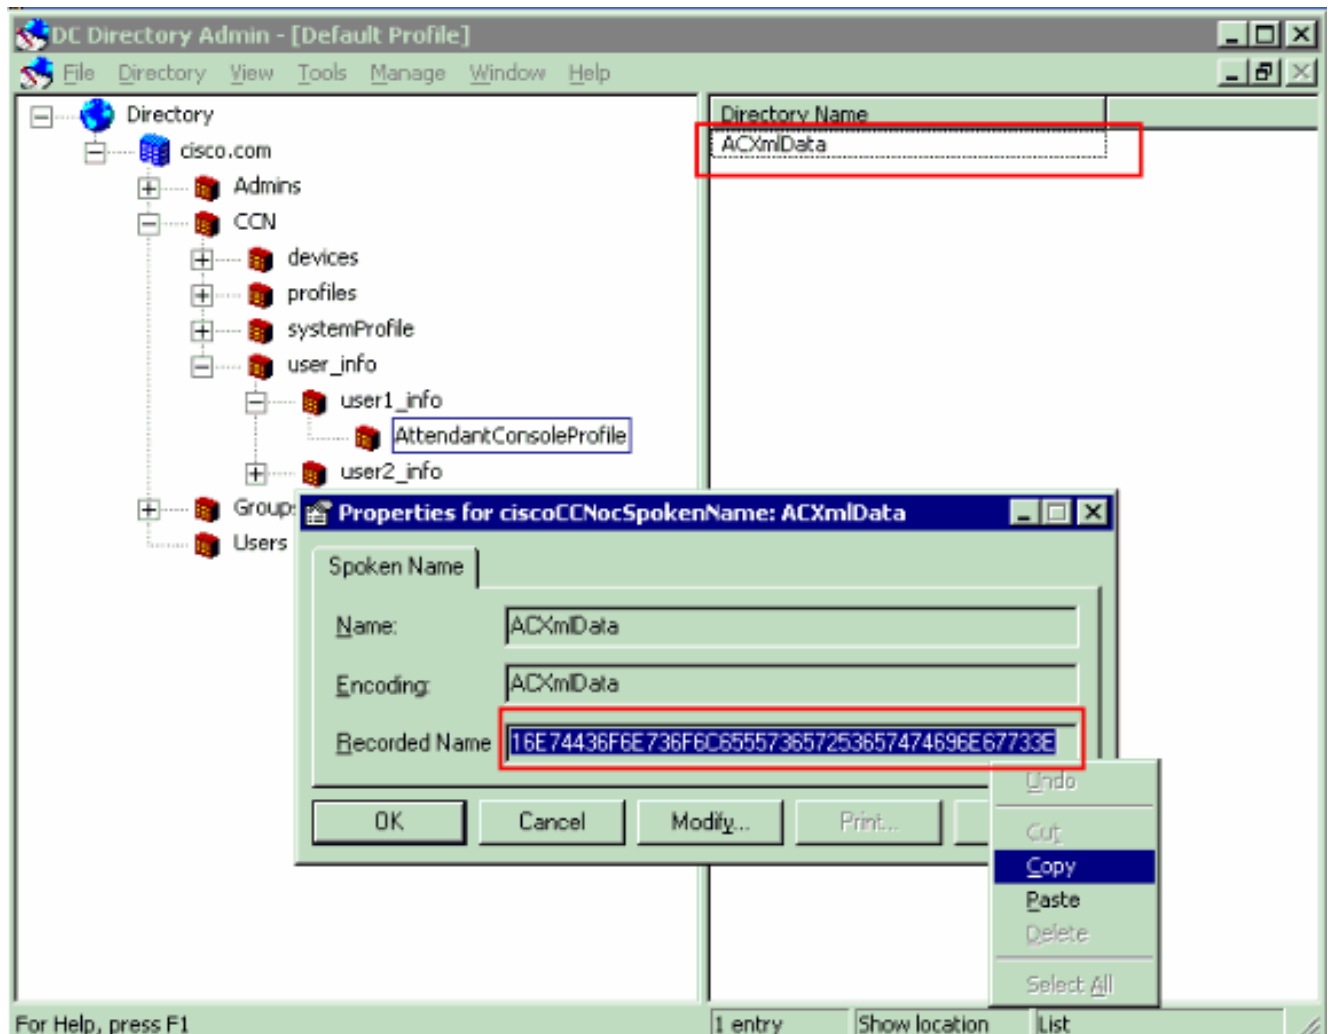 DC Directory Admin - [Default Profile]
File Directory View Tools Manage Window Help
Directory
cisco.com
Admins
CCN
devices
profiles
systemProfile
user_info
user1_info
AttendantConsoleProfile
user2_info
Group
Users
Directory Name
ACXmlData
Properties for ciscoCCNocSpokenName: ACXmlData
Spoken Name
Name: ACXmlData
Encoding: ACXmlData
Recorded Name 16E74436F6E736F6C655573657253657474696E67733E
OK Cancel Modify... Print...
Undo
Cut
Copy
Paste
Delete
Select All
For Help, press F1 1 entry Show location List